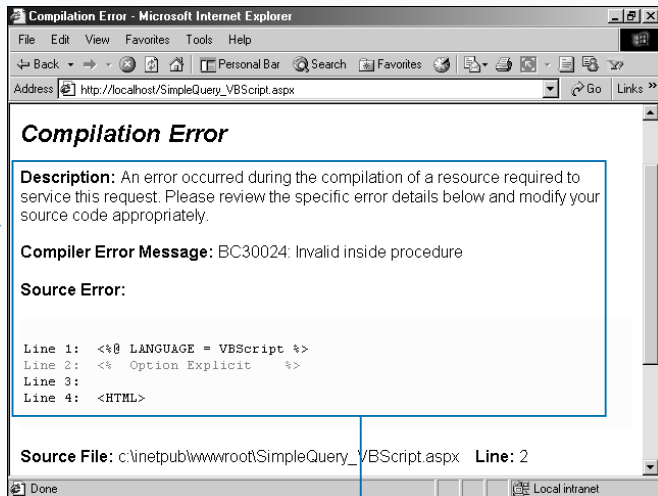 Compilation Error - Microsoft Internet Explorer
File Edit View Favorites Tools Help
Back Personal Bar Search Favorites
Address http://localhost/SimpleQuery_VBScript.aspx Go Links »
Compilation Error
Description: An error occurred during the compilation of a resource required to
service this request. Please review the specific error details below and modify your
source code appropriately.
Compiler Error Message: BC30024: Invalid inside procedure
Source Error:
Line 1: <%@ LANGUAGE = VBScript %>
Line 2: <% Option Explicit %>
Line 3:
Line 4: <HTML>
Source File: c:\inetpub\wwwroot\SimpleQuery_VBScript.aspx Line: 2
Done Local intranet